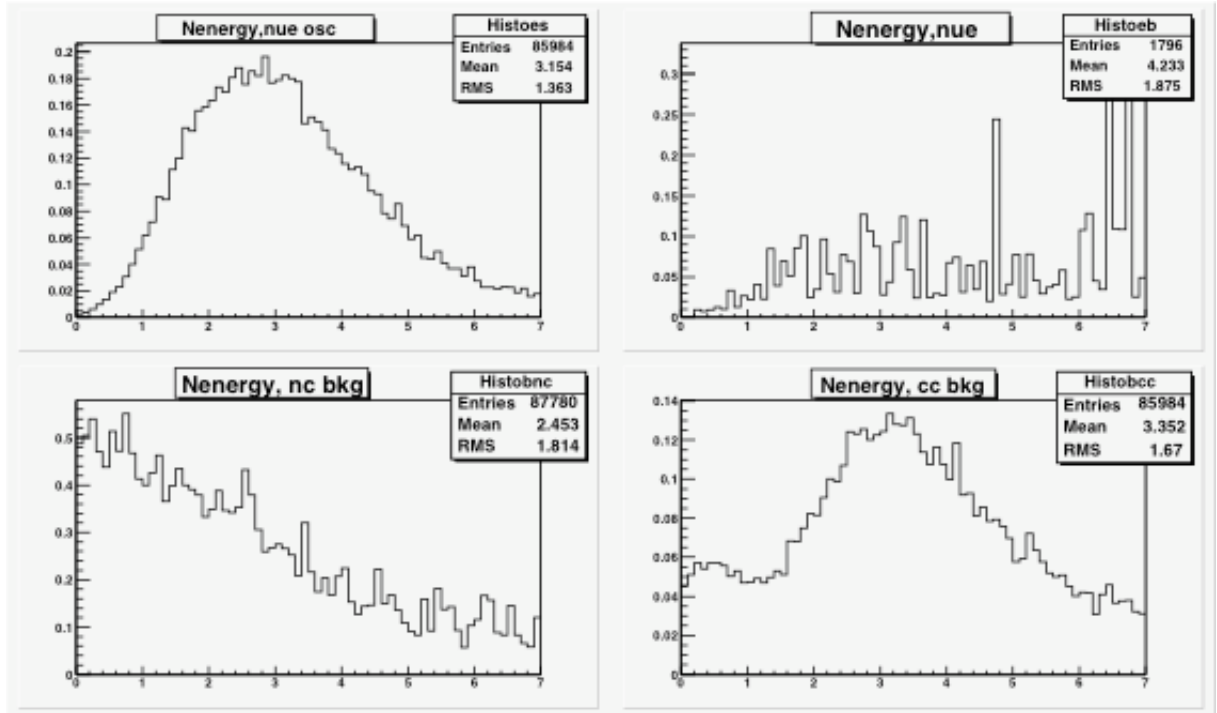 Nenergy,nue osc
Histoes
Entries 85984
Mean 3.154
RMS 1.363
0.2
0.18
0.16
0.14
0.12
0.1
0.08
0.06
0.04
0.02
0
0 1 2 3 4 5 6 7
Nenergy,nue
Histoeb
Entries 1796
Mean 4.233
RMS 1.875
0.3
0.25
0.2
0.15
0.1
0.05
0
0 1 2 3 4 5 6 7
Nenergy, nc bkg
Histobnc
Entries 87780
Mean 2.453
RMS 1.814
0.5
0.4
0.3
0.2
0.1
0
0 1 2 3 4 5 6 7
Nenergy, cc bkg
Histobcc
Entries 85984
Mean 3.352
RMS 1.67
0.14
0.12
0.1
0.08
0.06
0.04
0.02
0
0 1 2 3 4 5 6 7